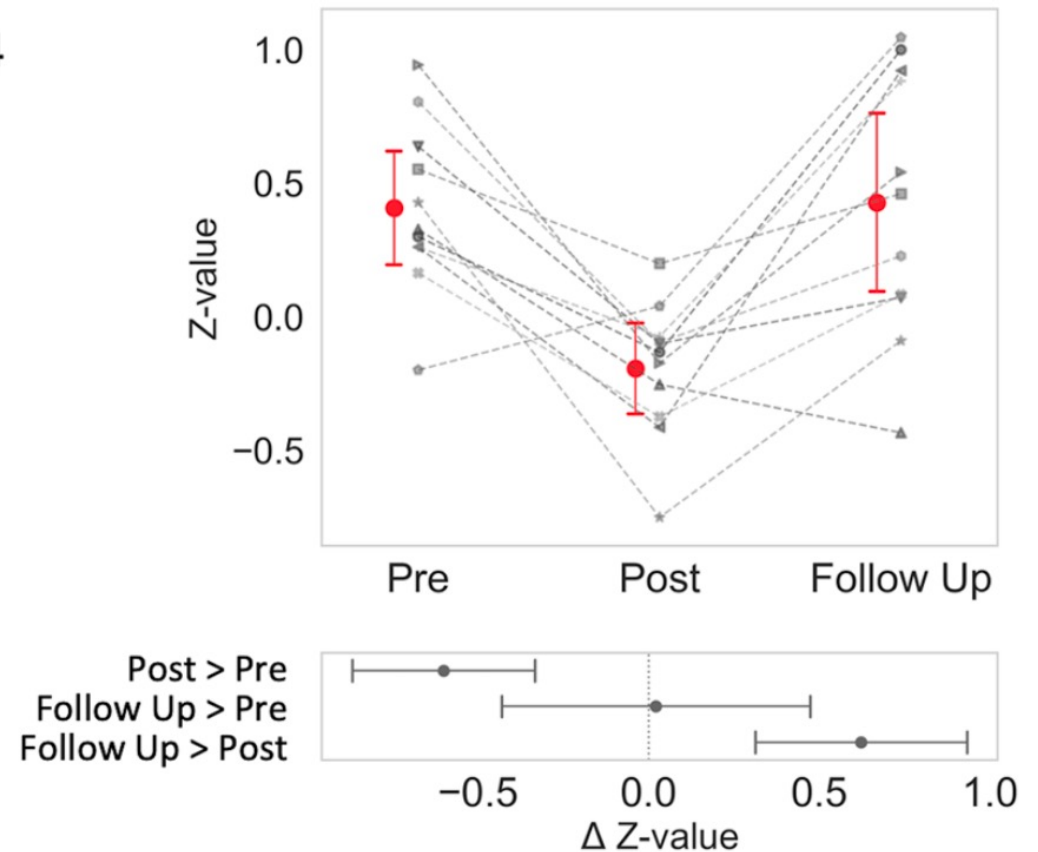 1.0
0.5
0.0
−0.5
Z-value
Pre Post Follow Up
Post > Pre
Follow Up > Pre
Follow Up > Post
−0.5 0.0 0.5 1.0
Δ Z-value